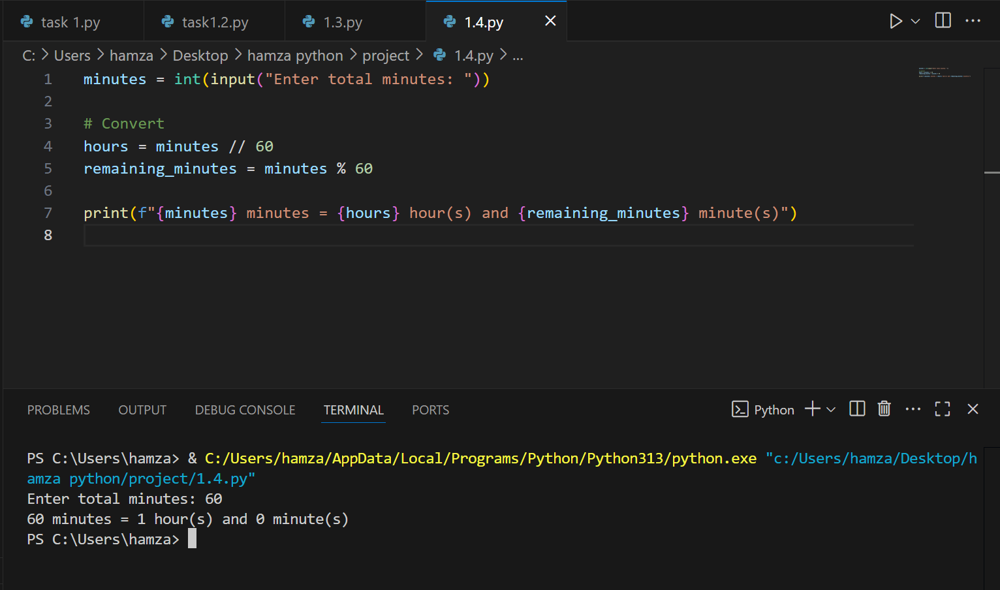 task 1.py task1.2.py 1.3.py 1.4.py
C: > Users > hamza > Desktop > hamza python > project > 1.4.py > ...
1 minutes = int(input("Enter total minutes: "))
2
3 # Convert
4 hours = minutes // 60
5 remaining_minutes = minutes % 60
6
7 print(f"{minutes} minutes = {hours} hour(s) and {remaining_minutes} minute(s)")
8
PROBLEMS OUTPUT DEBUG CONSOLE TERMINAL PORTS Python
PS C:\Users\hamza> & C:/Users/hamza/AppData/Local/Programs/Python/Python313/python.exe "c:/Users/hamza/Desktop/h
amza python/project/1.4.py"
Enter total minutes: 60
60 minutes = 1 hour(s) and 0 minute(s)
PS C:\Users\hamza>